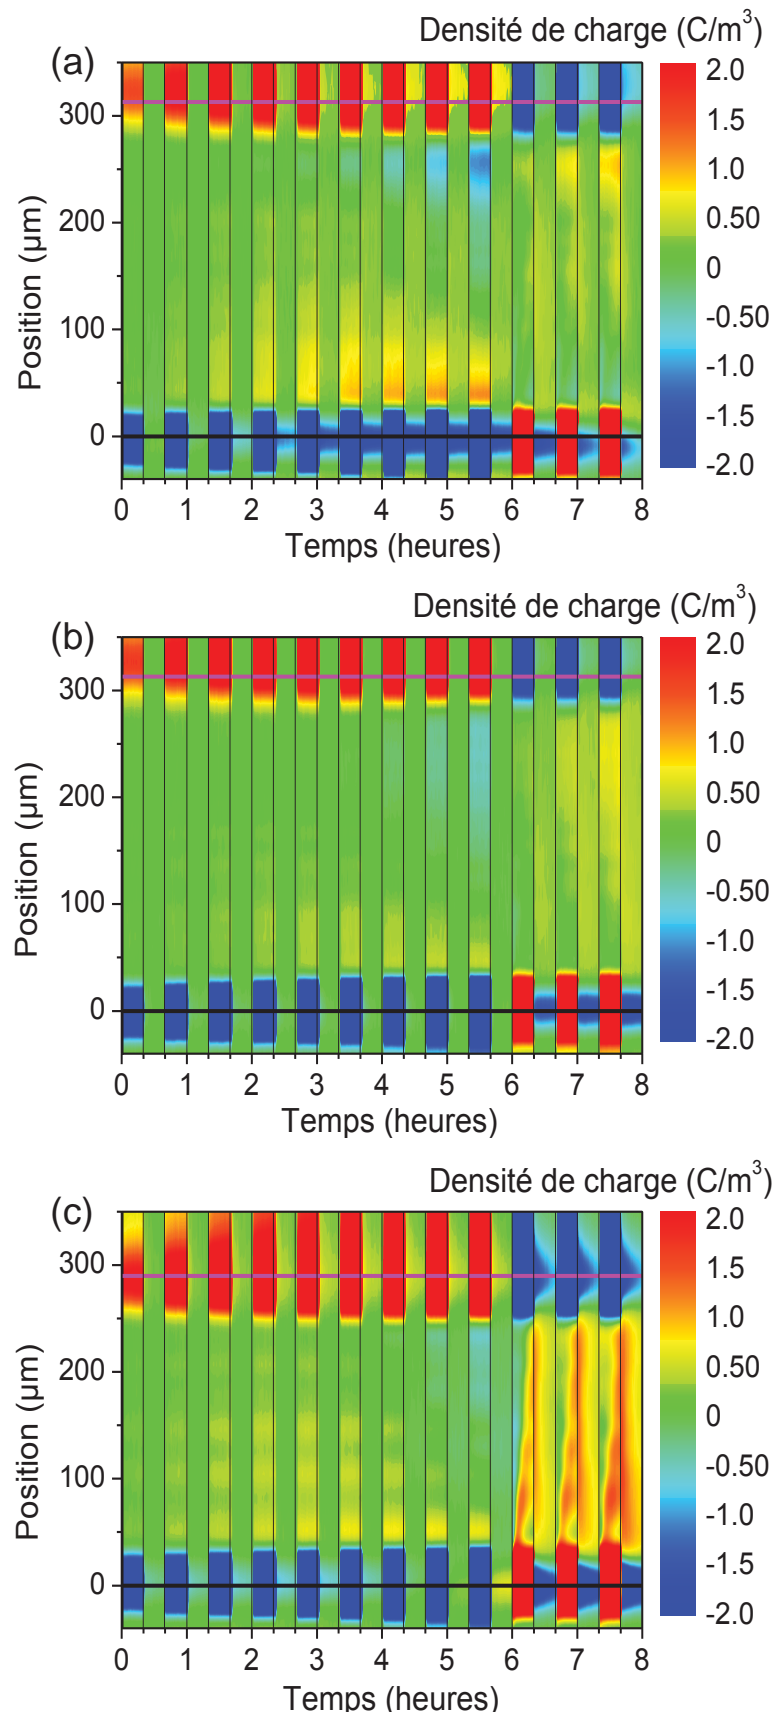 Densité de charge (C/m³)
(a)
Position (µm)
300
200
100
0
0 1 2 3 4 5 6 7 8
Temps (heures)
2.0
1.5
1.0
0.50
0
-0.50
-1.0
-1.5
-2.0
Densité de charge (C/m³)
(b)
Position (µm)
300
200
100
0
0 1 2 3 4 5 6 7 8
Temps (heures)
2.0
1.5
1.0
0.50
0
-0.50
-1.0
-1.5
-2.0
Densité de charge (C/m³)
(c)
Position (µm)
300
200
100
0
0 1 2 3 4 5 6 7 8
Temps (heures)
2.0
1.5
1.0
0.50
0
-0.50
-1.0
-1.5
-2.0